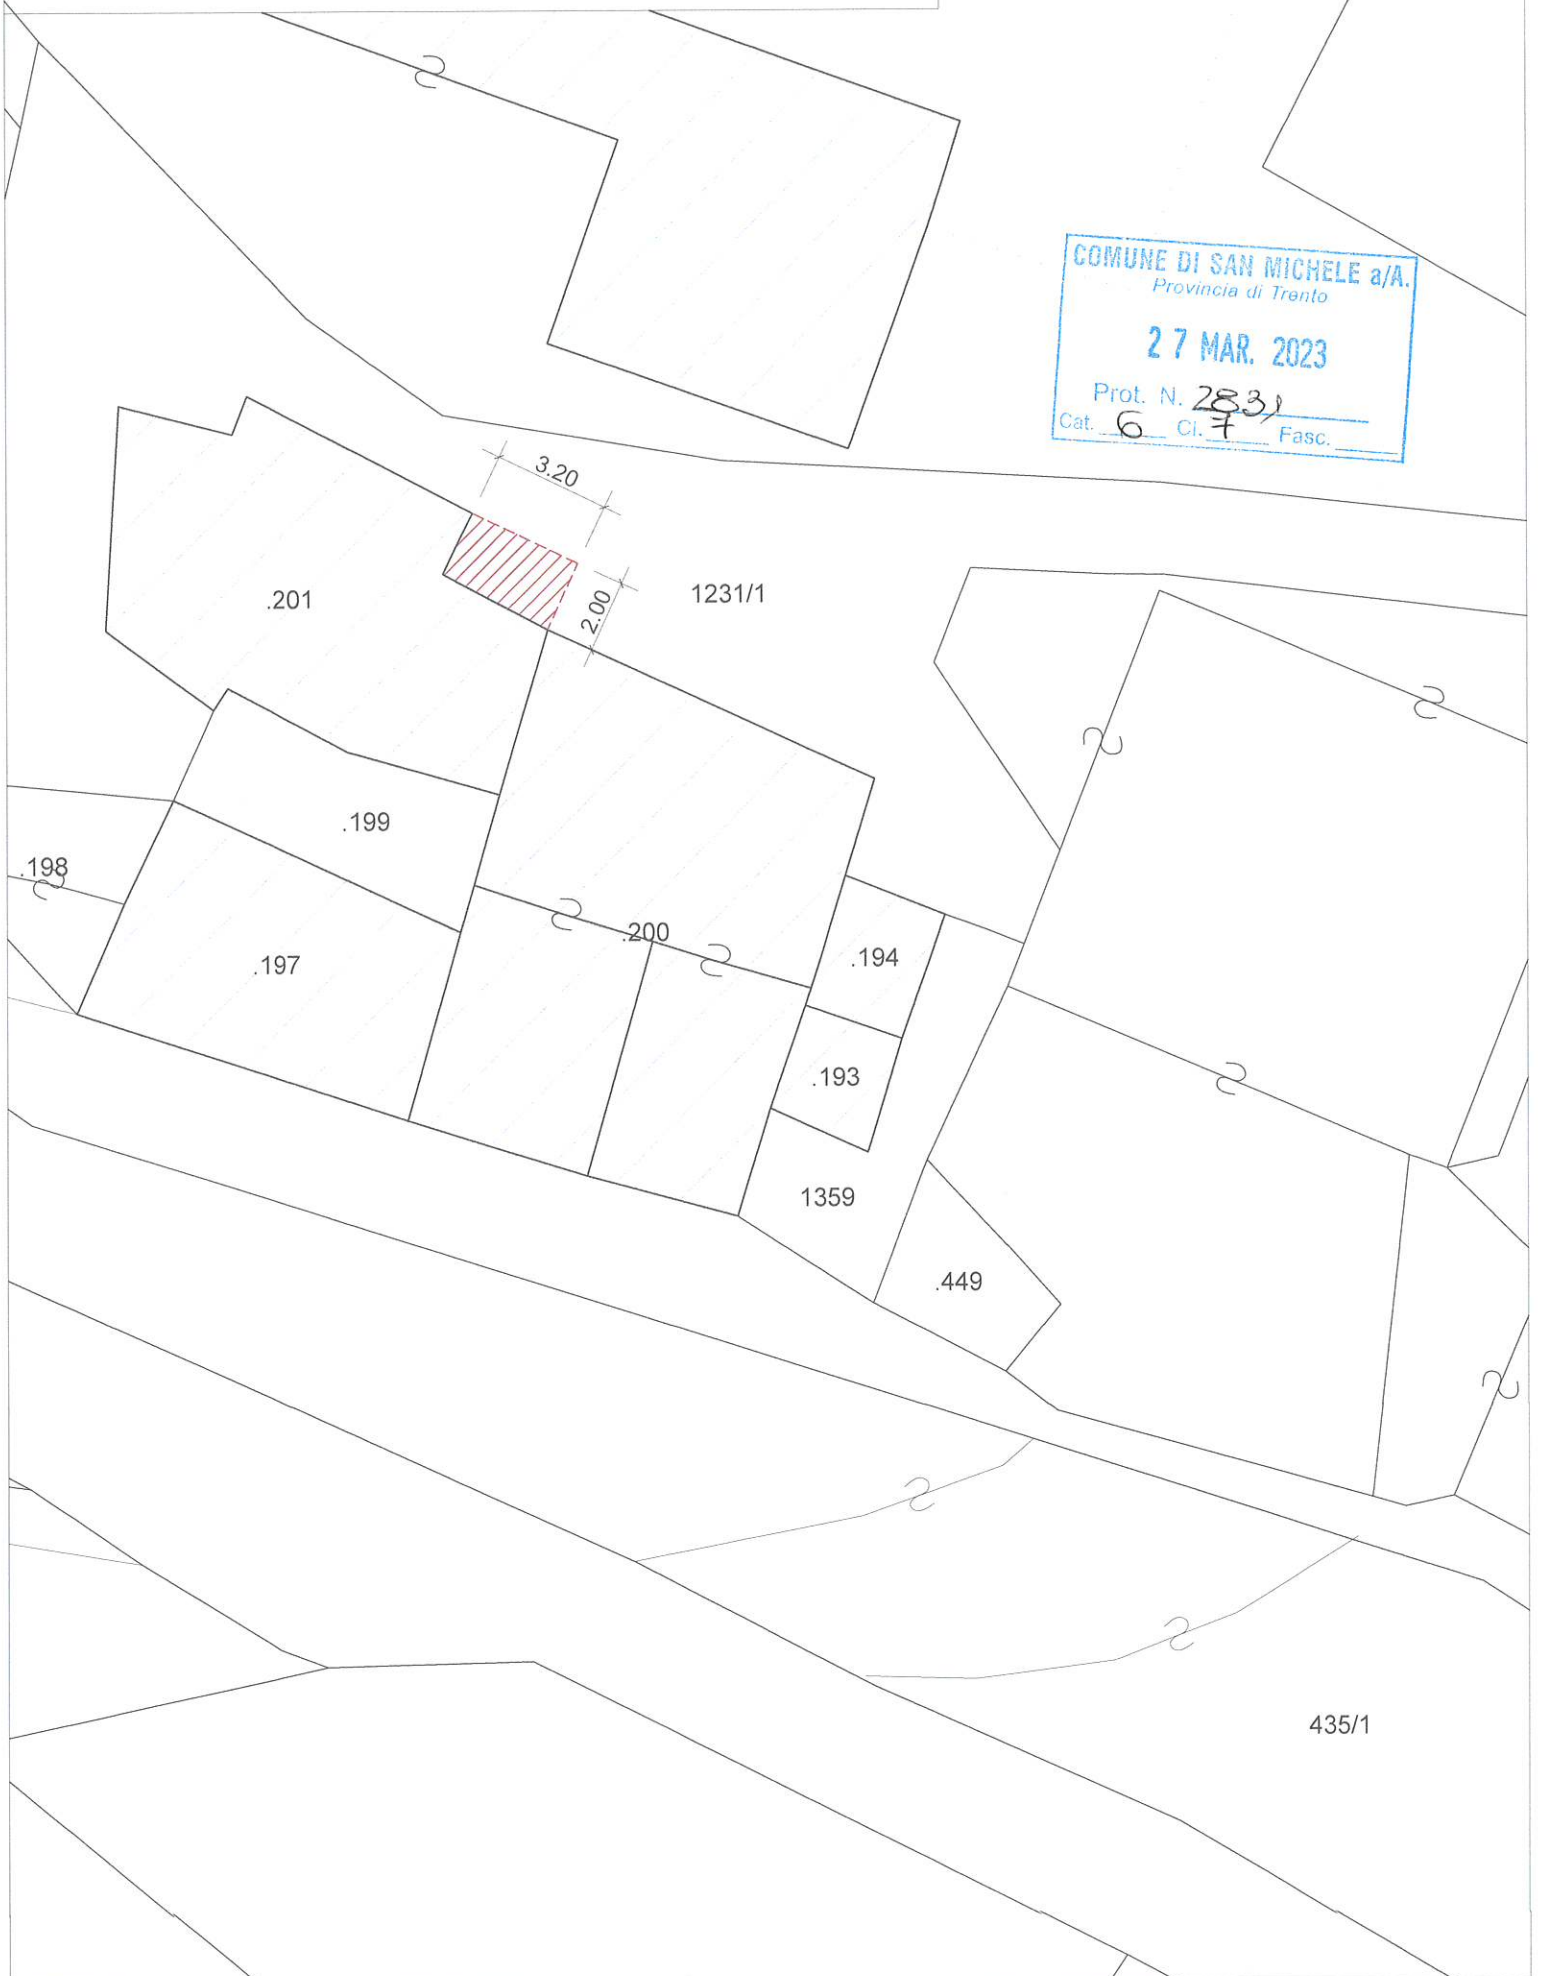 COMUNE DI SAN MICHELE a/A.
Provincia di Trento
27 MAR. 2023
Prot. N. 2831
Cat. 6 Cl. 7 Fasc.
3.20
2.00
1231/1
.201
.199
.198
.200
.197
.194
.193
1359
.449
435/1